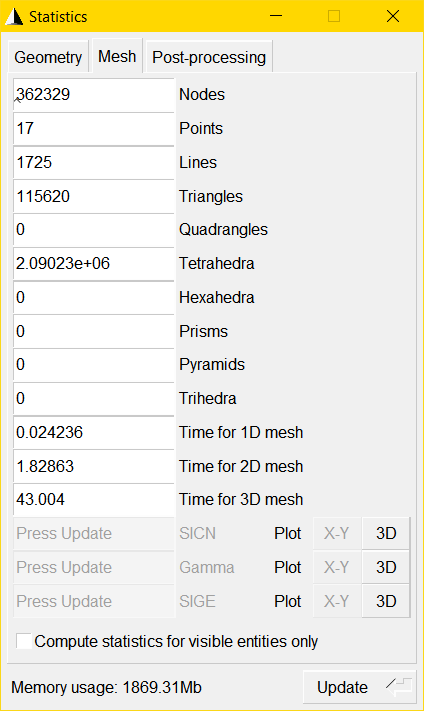 Statistics
Geometry Mesh Post-processing
362329 Nodes
17 Points
1725 Lines
115620 Triangles
0 Quadrangles
2.09023e+06 Tetrahedra
0 Hexahedra
0 Prisms
0 Pyramids
0 Trihedra
0.024236 Time for 1D mesh
1.82863 Time for 2D mesh
43.004 Time for 3D mesh
Press Update SICN Plot X-Y 3D
Press Update Gamma Plot X-Y 3D
Press Update SIGE Plot X-Y 3D
Compute statistics for visible entities only
Memory usage: 1869.31Mb Update